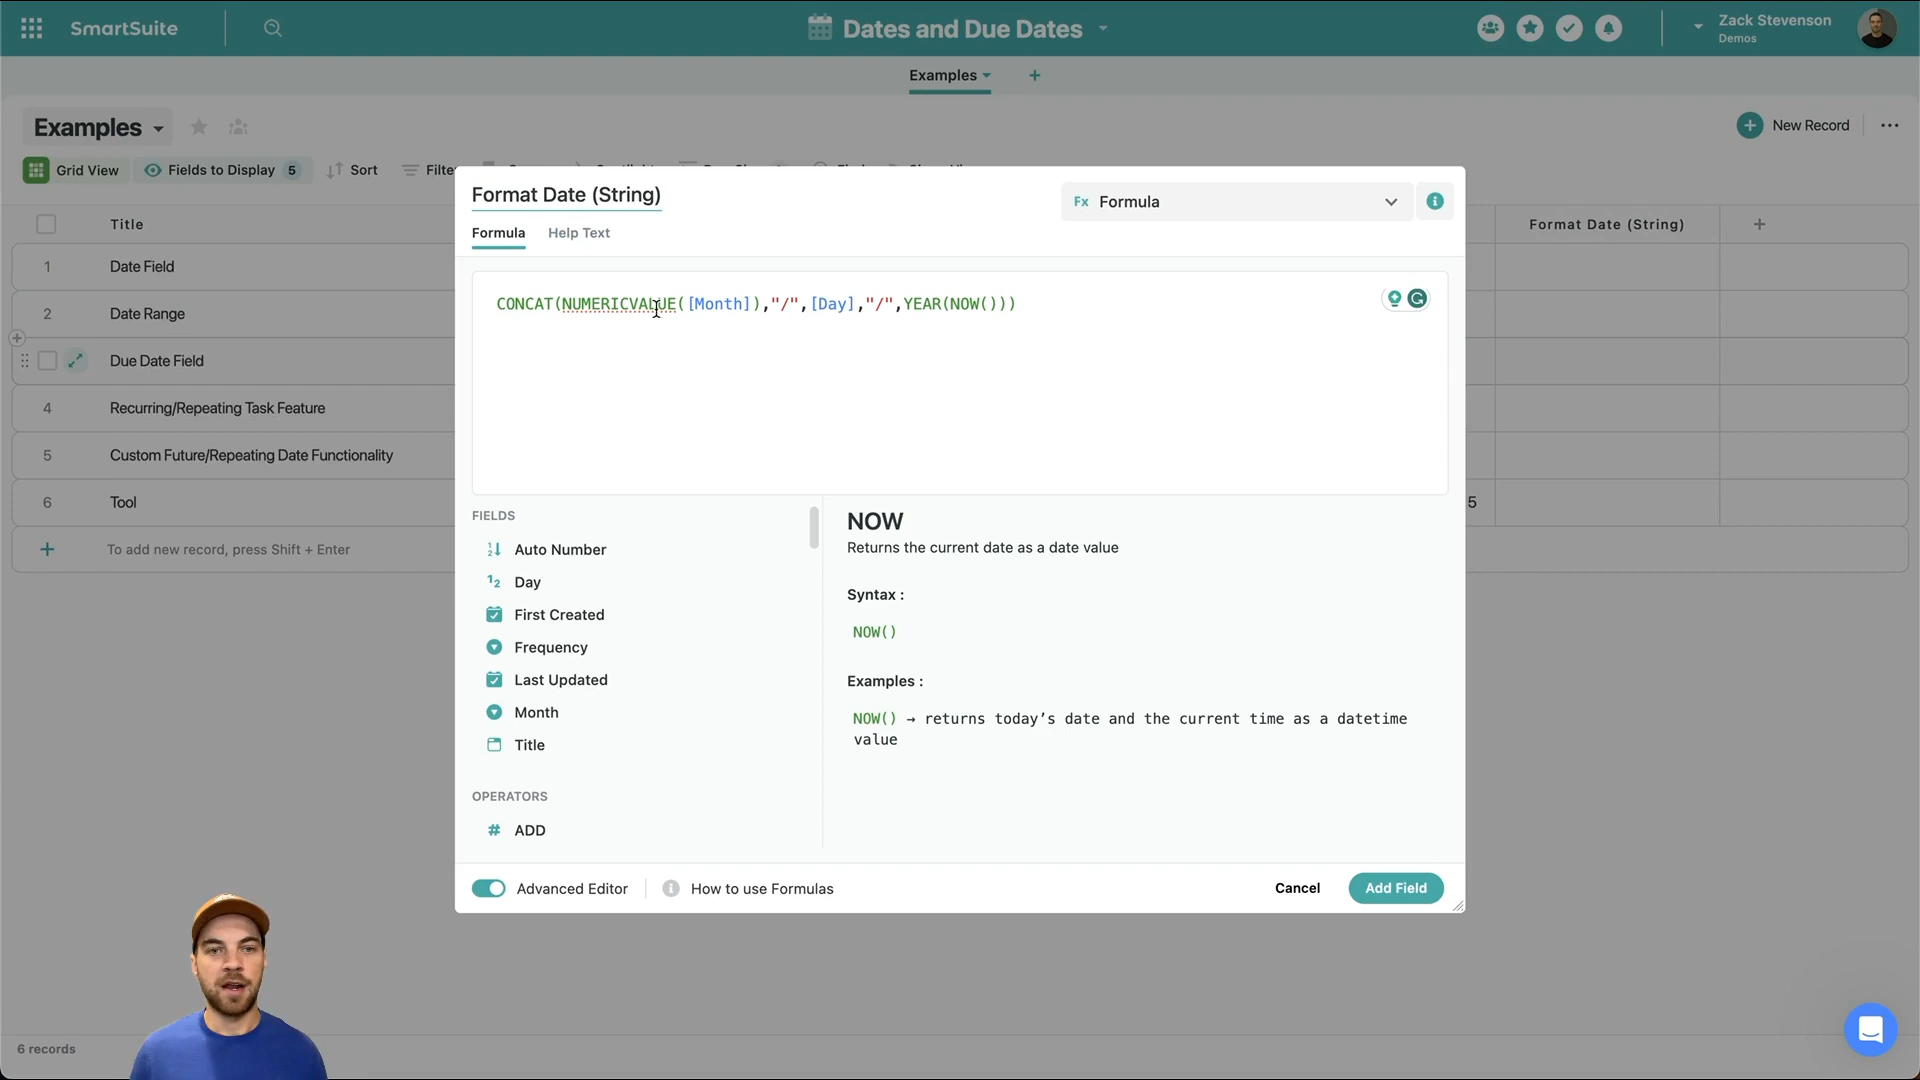 SmartSuite
Dates and Due Dates
Zack Stevenson
Demos
Examples
Examples
New Record
Grid View
Fields to Display 5
Sort
Title
Format Date (String)
1 Date Field
2 Date Range
Due Date Field
4 Recurring/Repeating Task Feature
5 Custom Future/Repeating Date Functionality
6 Tool
5
To add new record, press Shift + Enter
6 records
Format Date (String)
Fx Formula
Formula
Help Text
CONCAT(NUMERICVALUE([Month]),"/",[Day],"/",YEAR(NOW()))
FIELDS
Auto Number
Day
First Created
Frequency
Last Updated
Month
Title
OPERATORS
# ADD
NOW
Returns the current date as a date value
Syntax :
NOW()
Examples :
NOW() → returns today’s date and the current time as a datetime
value
Advanced Editor
How to use Formulas
Cancel
Add Field